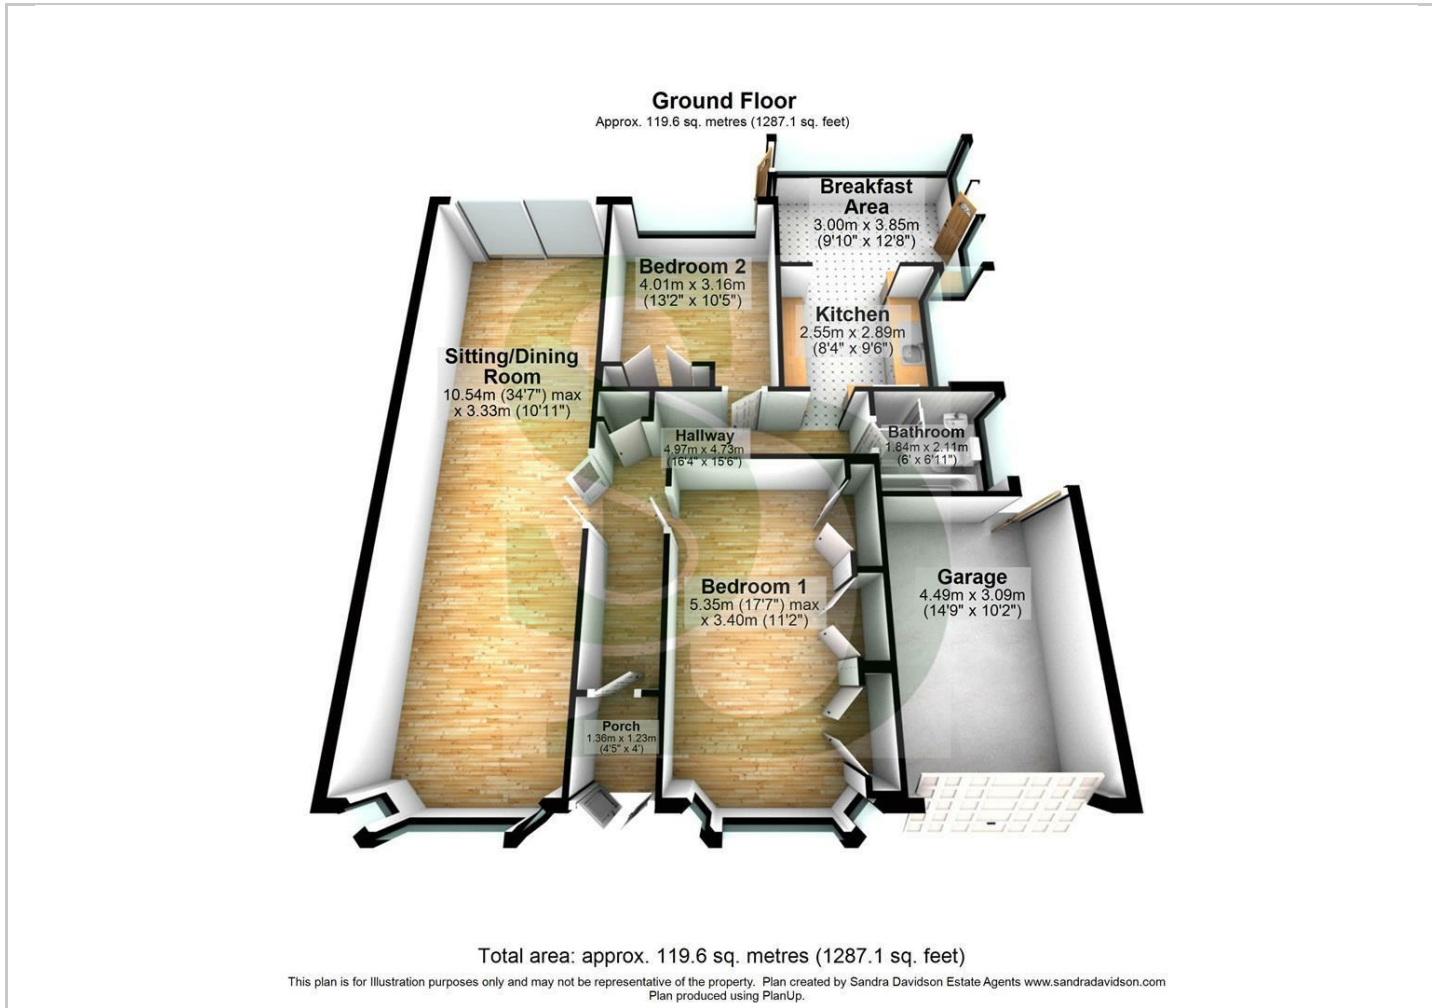 Ground Floor
Approx. 119.6 sq. metres (1287.1 sq. feet)
Breakfast
Area
3.00m x 3.85m
(9'10" x 12'8")
Bedroom 2
4.01m x 3.16m
(13'2" x 10'5")
Kitchen
2.55m x 2.89m
(8'4" x 9'6")
Sitting/Dining
Room
10.54m (34'7") max
x 3.33m (10'11")
Hallway
4.97m x 4.73m
(16'4" x 15'6")
Bathroom
1.84m x 2.11m
(6' x 6'11")
Bedroom 1
5.35m (17'7") max
x 3.40m (11'2")
Garage
4.49m x 3.09m
(14'9" x 10'2")
Porch
1.36m x 1.23m
(4'5" x 4')
Total area: approx. 119.6 sq. metres (1287.1 sq. feet)
This plan is for Illustration purposes only and may not be representative of the property. Plan created by Sandra Davidson Estate Agents www.sandradavidson.com
Plan produced using PlanUp.